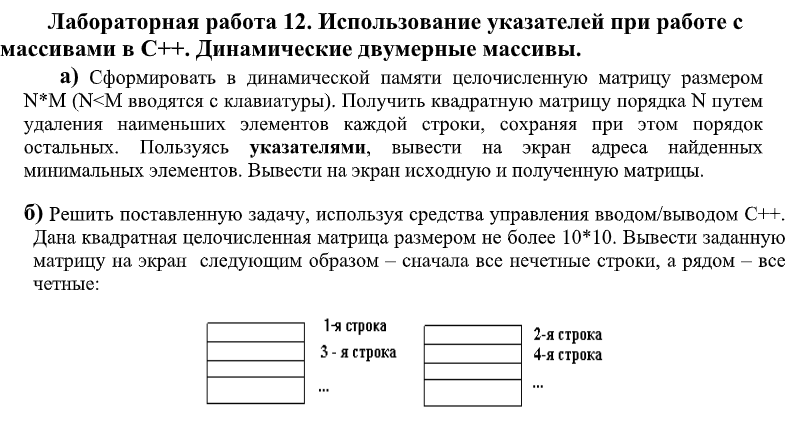 Лабораторная работа 12. Использование указателей при работе с
массивами в С++. Динамические двумерные массивы.
а) Сформировать в динамической памяти целочисленную матрицу размером
N*M (N<M вводятся с клавиатуры). Получить квадратную матрицу порядка N путем
удаления наименьших элементов каждой строки, сохраняя при этом порядок
остальных. Пользуясь указателями, вывести на экран адреса найденных
минимальных элементов. Вывести на экран исходную и полученную матрицы.
б) Решить поставленную задачу, используя средства управления вводом/выводом С++.
Дана квадратная целочисленная матрица размером не более 10*10. Вывести заданную
матрицу на экран следующим образом – сначала все нечетные строки, а рядом – все
четные:
1-я строка
3 - я строка
...
2-я строка
4-я строка
...